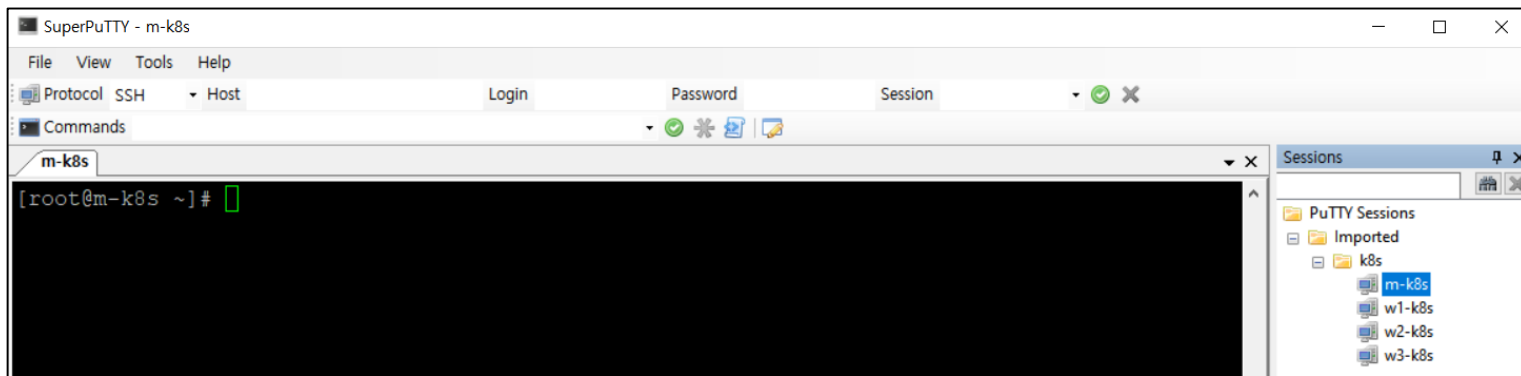 SuperPuTTY - m-k8s
File View Tools Help
Protocol SSH Host Login Password Session
Commands
m-k8s
Sessions
[root@m-k8s ~]#
PuTTY Sessions
Imported
k8s
m-k8s
w1-k8s
w2-k8s
w3-k8s